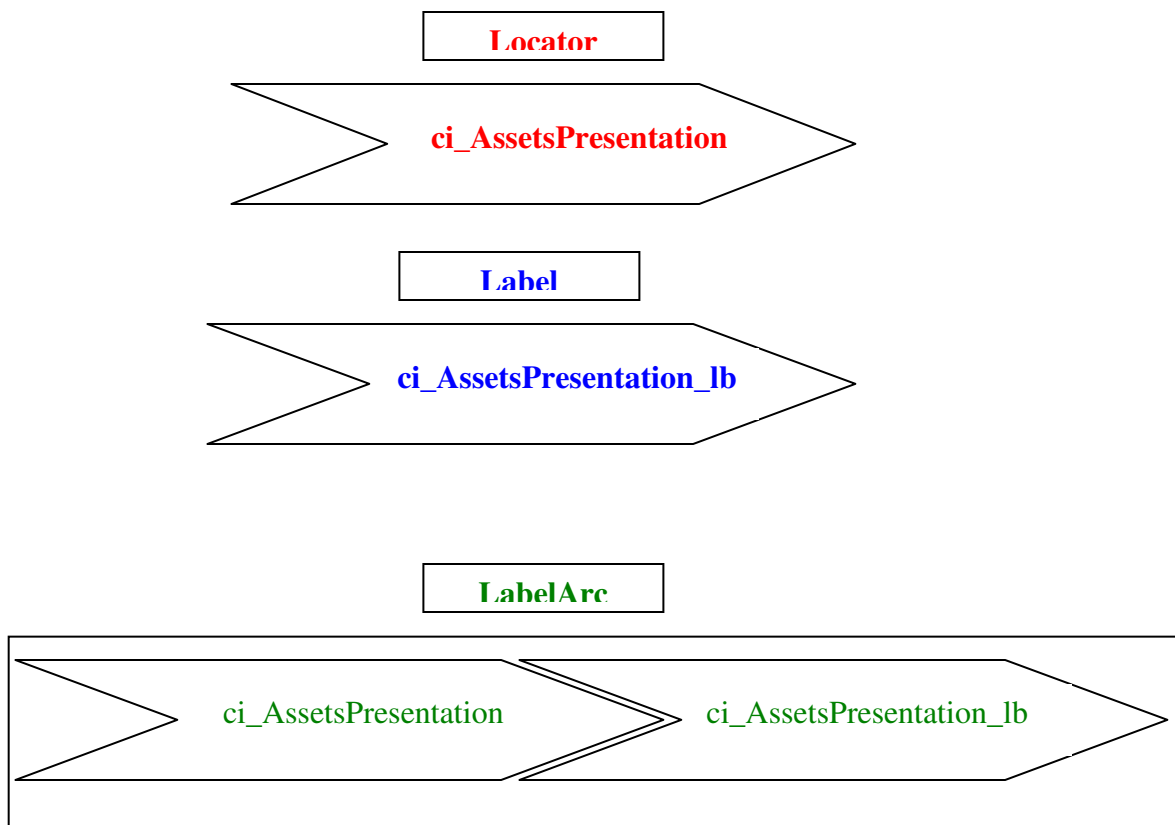 Locator
ci_AssetsPresentation
Label
ci_AssetsPresentation_lb
LabelArc
ci_AssetsPresentation ci_AssetsPresentation_lb